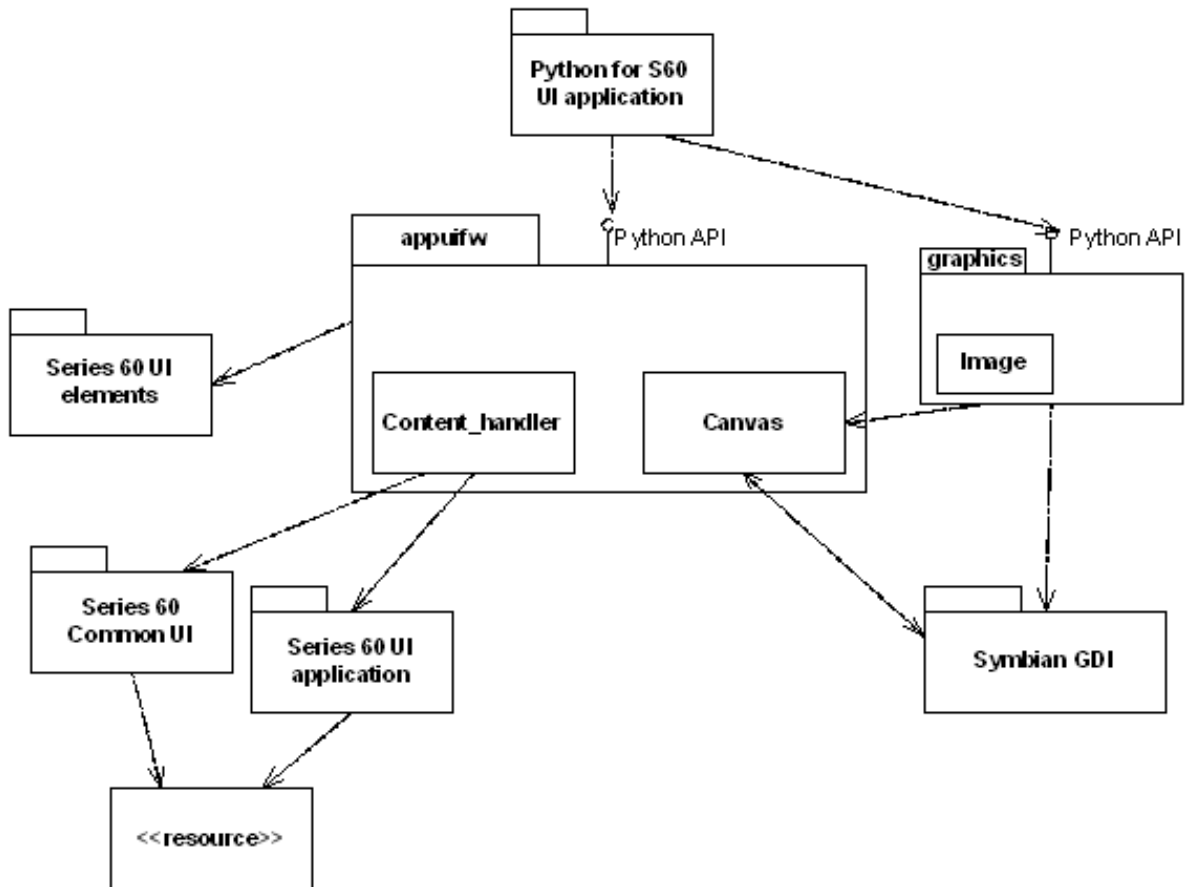 Python for S60
UI application
appuifw
Python API
Python API
graphics
Series 60 UI
elements
Image
Content_handler
Canvas
Series 60
Common UI
Series 60 UI
application
Symbian GDI
<<resource>>